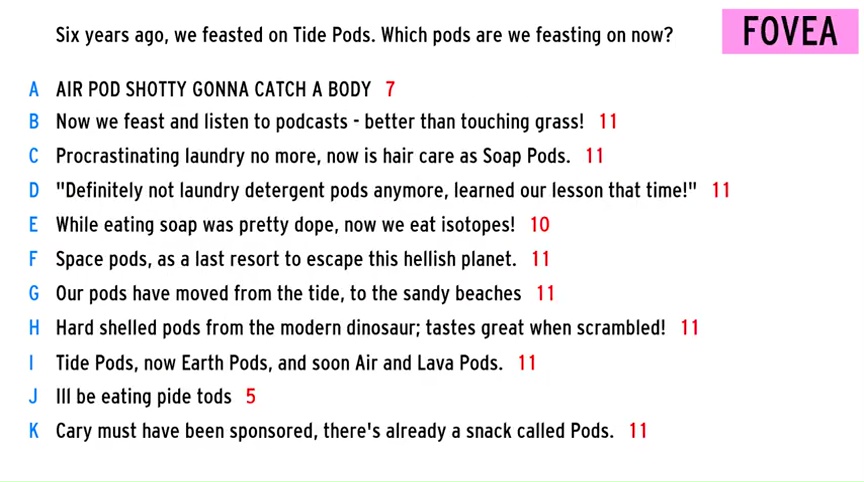 Six years ago, we feasted on Tide Pods. Which pods are we feasting on now?
FOVEA
A AIR POD SHOTTY GONNA CATCH A BODY 7
B Now we feast and listen to podcasts - better than touching grass! 11
C Procrastinating laundry no more, now is hair care as Soap Pods. 11
D "Definitely not laundry detergent pods anymore, learned our lesson that time!" 11
E While eating soap was pretty dope, now we eat isotopes! 10
F Space pods, as a last resort to escape this hellish planet. 11
G Our pods have moved from the tide, to the sandy beaches 11
H Hard shelled pods from the modern dinosaur; tastes great when scrambled! 11
I Tide Pods, now Earth Pods, and soon Air and Lava Pods. 11
J Ill be eating pide tods 5
K Cary must have been sponsored, there's already a snack called Pods. 11